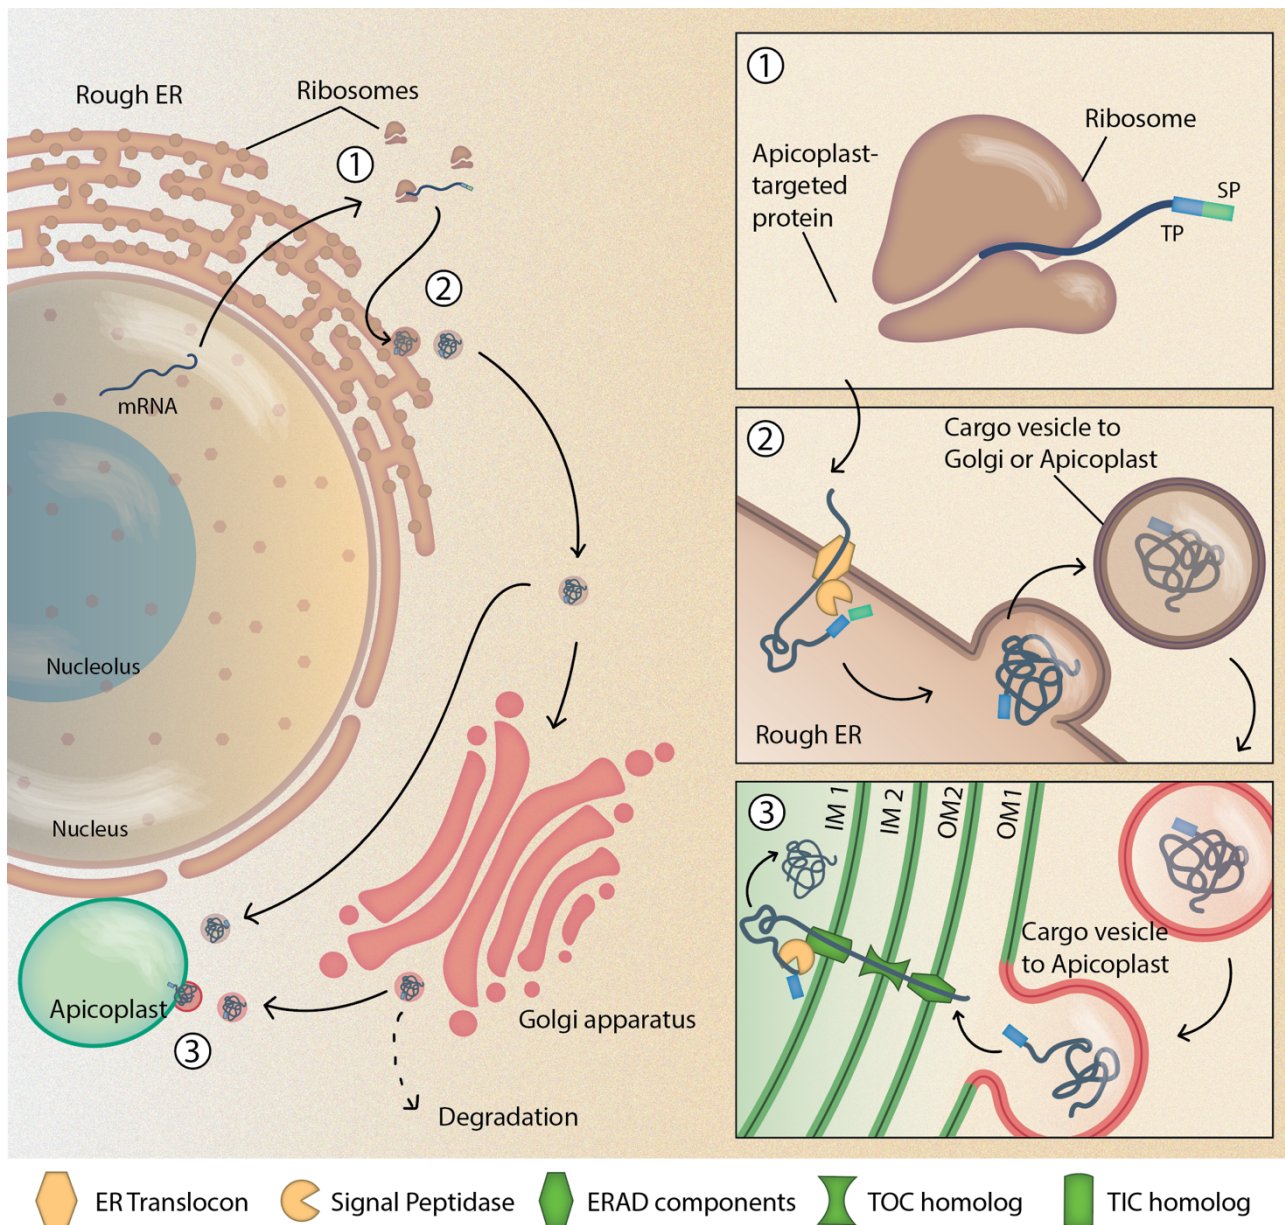 Rough ER
Ribosomes
1
2
mRNA
Nucleolus
Nucleus
Apicoplast
3
Golgi apparatus
Degradation
1
Ribosome
Apicoplast-
targeted
protein
SP
TP
2
Cargo vesicle to
Golgi or Apicoplast
Rough ER
3
IM 1
IM 2
OM2
OM1
Cargo vesicle
to Apicoplast
ER Translocon
Signal Peptidase
ERAD components
TOC homolog
TIC homolog